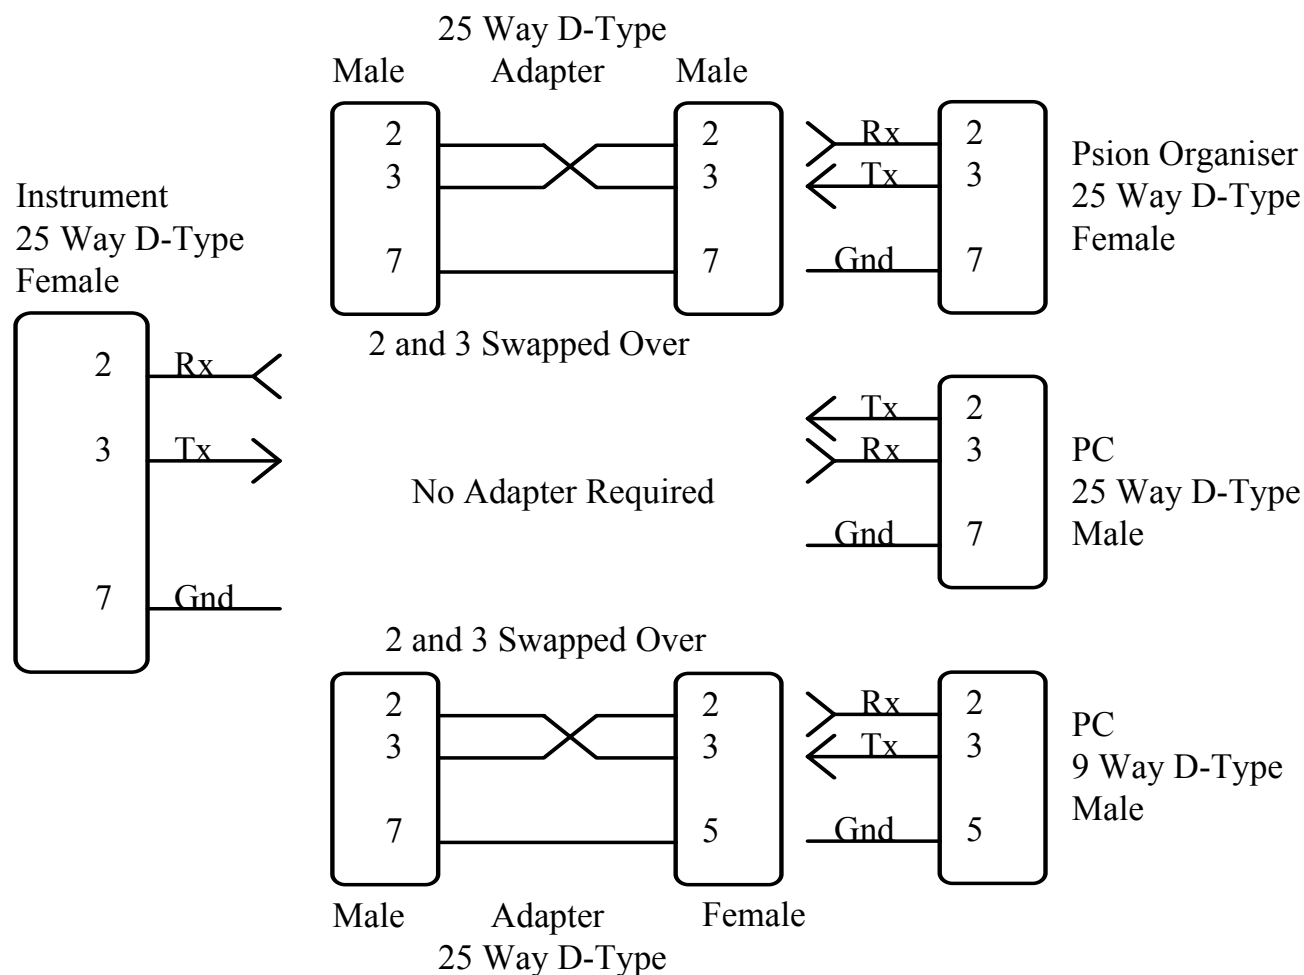 25 Way D-Type
Male Adapter Male
2 2 Rx 2
3 3 Tx 3
7 7 Gnd 7
Psion Organiser
25 Way D-Type
Female
2 and 3 Swapped Over
Instrument
25 Way D-Type
Female
2 Rx
3 Tx
7 Gnd
No Adapter Required
Tx 2
Rx 3
Gnd 7
PC
25 Way D-Type
Male
2 and 3 Swapped Over
2 2 Rx 2
3 3 Tx 3
7 5 Gnd 5
PC
9 Way D-Type
Male
Male Adapter Female
25 Way D-Type